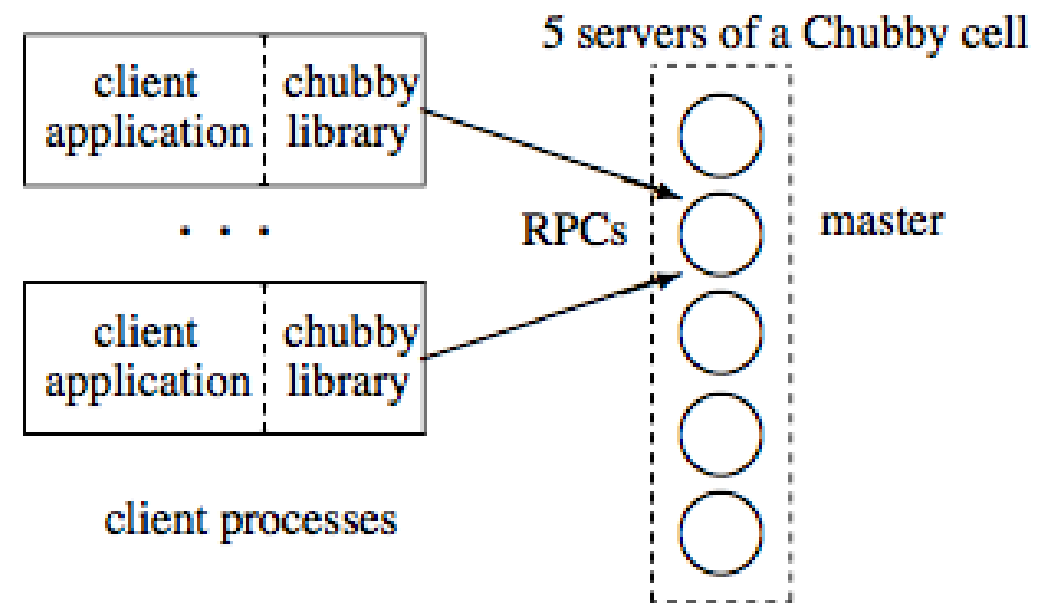 5 servers of a Chubby cell
client
application
chubby
library
. . .
RPCs
master
client
application
chubby
library
client processes